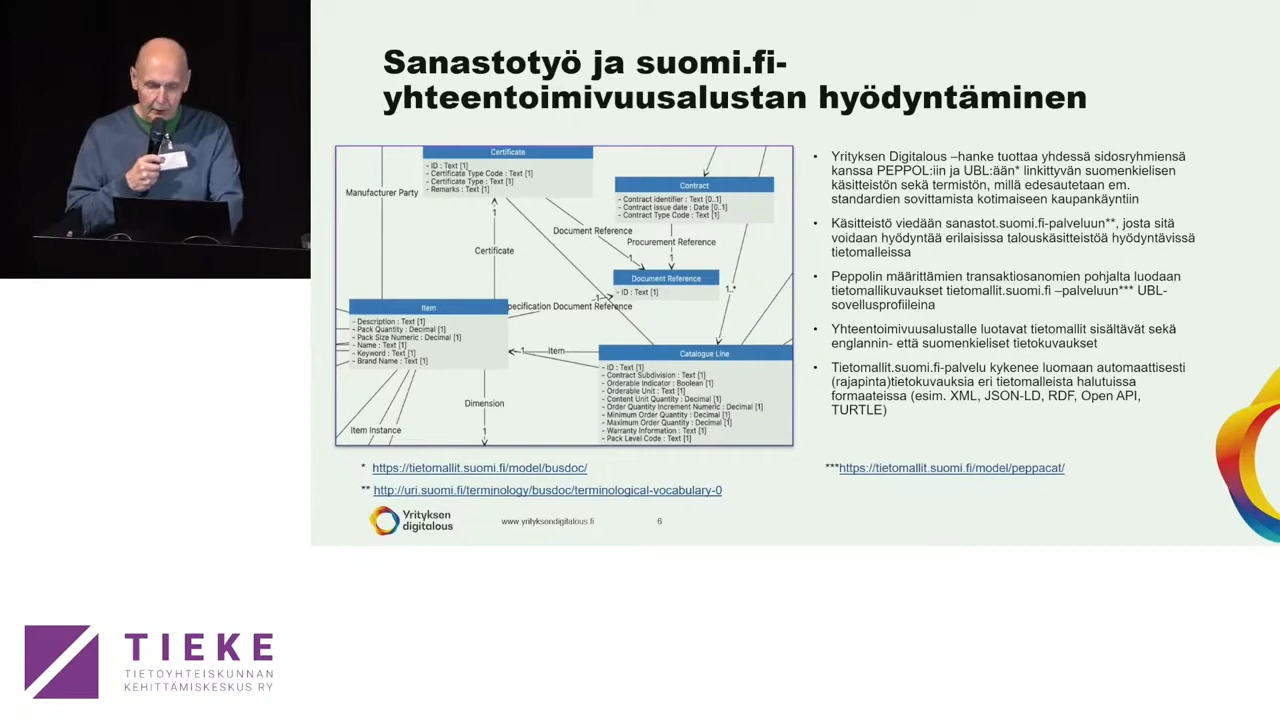 Sanastotyö ja suomi.fi-
yhteentoimivuusalustan hyödyntäminen
Certificate
- ID : Text [1]
- Certificate Type Code : Text [1]
- Certificate Type : Text [1]
- Remarks : Text [1]
Manufacturer Party
Contract
- Contract identifier : Text [0..1]
- Contract issue date : Date [0..1]
- Contract Type Code : Text [1]
1
Document Reference
Procurement Reference
Certificate
1
1
Document Reference
- ID : Text [1]
1..*
1
pecification Document Reference
Item
- Description : Text [1]
- Pack Quantity : Decimal [1]
- Pack Size Numeric : Decimal [1]
- Name : Text [1]
- Keyword : Text [1]
- Brand Name : Text [1]
1
Item
Catalogue Line
- ID : Text [1]
- Contract Subdivision : Text [1]
- Orderable Indicator : Boolean [1]
- Orderable Unit : Text [1]
- Content Unit Quantity : Decimal [1]
- Order Quantity Increment Numeric : Decimal [1]
- Minimum Order Quantity : Decimal [1]
- Maximum Order Quantity : Decimal [1]
- Warranty Information : Text [1]
- Pack Level Code : Text [1]
Dimension
1
Item Instance
• Yrityksen Digitalous –hanke tuottaa yhdessä sidosryhmiensä
kanssa PEPPOL:iin ja UBL:ään* linkittyvän suomenkielisen
käsitteistön sekä termistön, millä edesautetaan em.
standardien sovittamista kotimaiseen kaupankäyntiin
• Käsitteistö viedään sanastot.suomi.fi-palveluun**, josta sitä
voidaan hyödyntää erilaisissa talouskäsitteistöä hyödyntävissä
tietomalleissa
• Peppolin määrittämien transaktiosanomien pohjalta luodaan
tietomallikuvaukset tietomallit.suomi.fi –palveluun*** UBL-
sovellusprofiileina
• Yhteentoimivuusalustalle luotavat tietomallit sisältävät sekä
englannin- että suomenkieliset tietokuvaukset
• Tietomallit.suomi.fi-palvelu kykenee luomaan automaattisesti
(rajapinta)tietokuvauksia eri tietomalleista halutuissa
formaateissa (esim. XML, JSON-LD, RDF, Open API,
TURTLE)
* https://tietomallit.suomi.fi/model/busdoc/
** http://uri.suomi.fi/terminology/busdoc/terminological-vocabulary-0
***https://tietomallit.suomi.fi/model/peppacat/
Yrityksen
digitalous
www.yrityksendigitalous.fi
6
TIEKE
TIETOYHTEISKUNNAN
KEHITTÄMISKESKUS RY